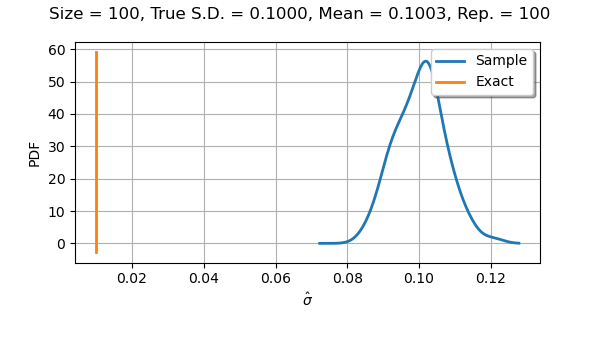 Size = 100, True S.D. = 0.1000, Mean = 0.1003, Rep. = 100
60
50
40
30
20
10
0
PDF
Sample
Exact
0.02 0.04 0.06 0.08 0.10 0.12
σ̂